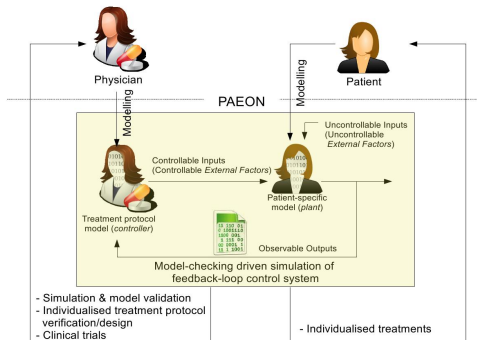 Physician
Patient
Modelling
PAEON
Modelling
Uncontrollable Inputs
(Uncontrollable
External Factors)
Controllable Inputs
(Controllable External Factors)
Treatment protocol
model (controller)
Patient-specific
model (plant)
Observable Outputs
Model-checking driven simulation of
feedback-loop control system
- Simulation & model validation
- Individualised treatment protocol
verification/design
- Clinical trials
- Individualised treatments